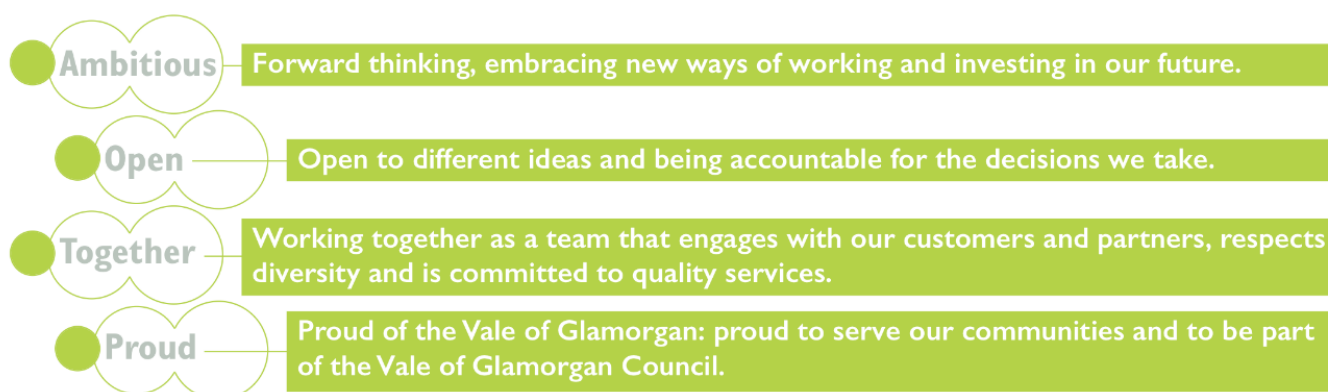 Ambitious
Forward thinking, embracing new ways of working and investing in our future.
Open
Open to different ideas and being accountable for the decisions we take.
Together
Working together as a team that engages with our customers and partners, respects
diversity and is committed to quality services.
Proud
Proud of the Vale of Glamorgan: proud to serve our communities and to be part
of the Vale of Glamorgan Council.